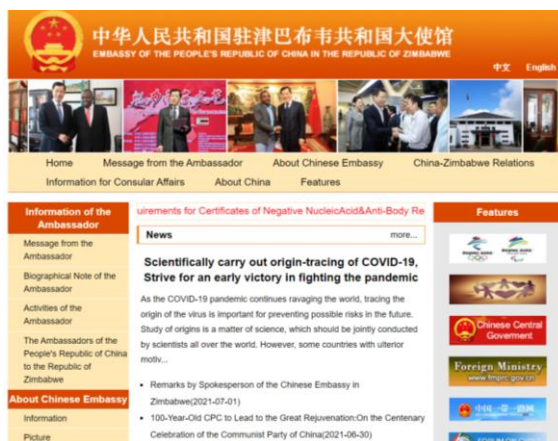 中华人民共和国驻津巴布韦共和国大使馆
EMBASSY OF THE PEOPLE'S REPUBLIC OF CHINA IN THE REPUBLIC OF ZIMBABWE
中文 English
Home Message from the Ambassador About Chinese Embassy China-Zimbabwe Relations
Information for Consular Affairs About China Features
Information of the
Ambassador
Message from the
Ambassador
Biographical Note of the
Ambassador
Activities of the
Ambassador
The Ambassadors of the
People's Republic of China
to the Republic of
Zimbabwe
About Chinese Embassy
Information
Picture
uirements for Certificates of Negative NucleicAcid&Anti-Body Re
News more...
Scientifically carry out origin-tracing of COVID-19,
Strive for an early victory in fighting the pandemic
As the COVID-19 pandemic continues ravaging the world, tracing the
origin of the virus is important for preventing possible risks in the future.
Study of origins is a matter of science, which should be jointly conducted
by scientists all over the world. However, some countries with ulterior
motiv...
Remarks by Spokesperson of the Chinese Embassy in
Zimbabwe(2021-07-01)
100-Year-Old CPC to Lead to the Great Rejuvenation:On the Centenary
Celebration of the Communist Party of China(2021-06-30)
Features
Chinese Central
Goverment
Foreign Ministry
www.fmprc.gov.cn
中国一带一路网